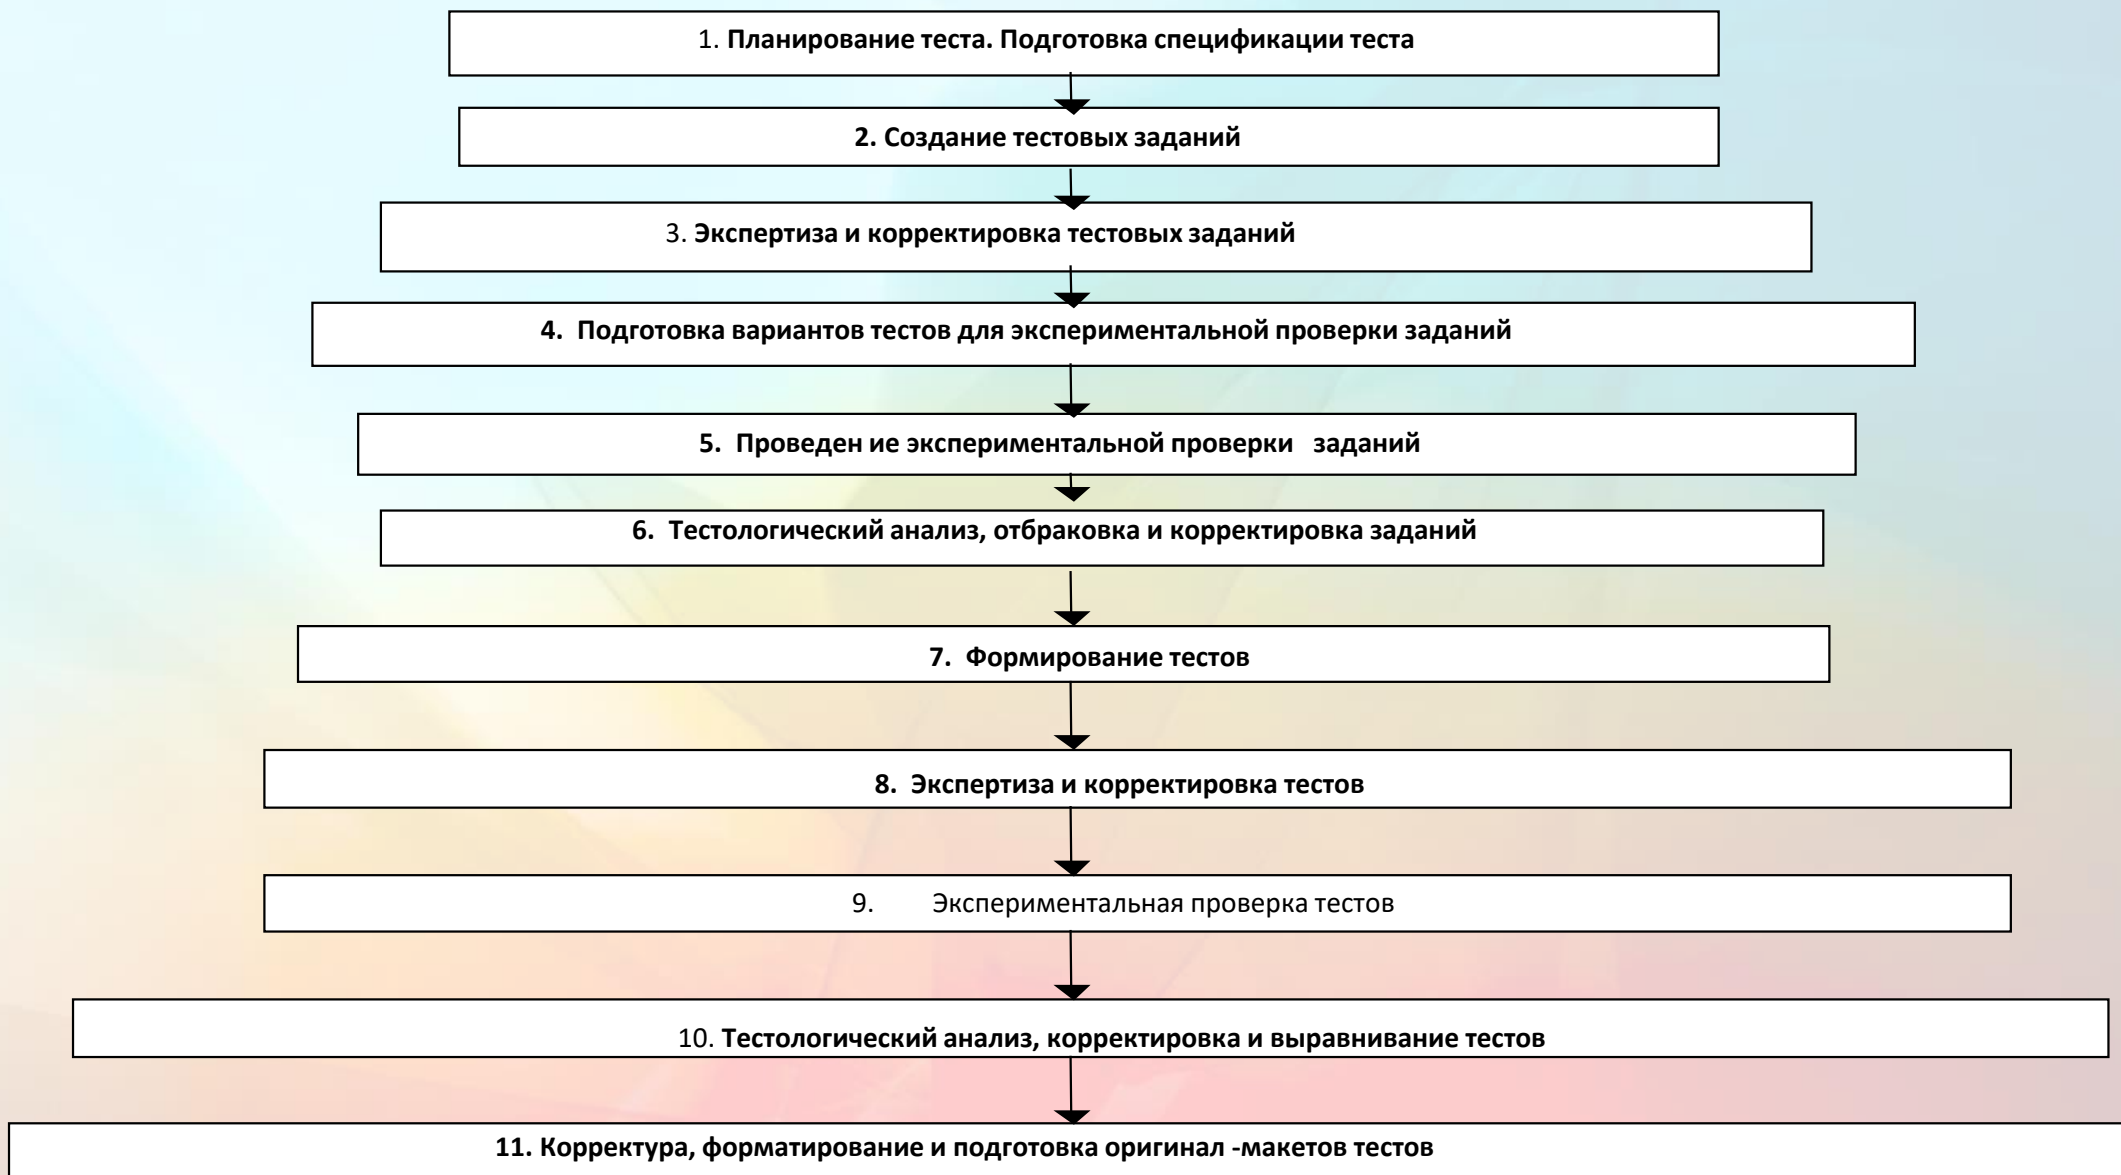 1. Планирование теста. Подготовка спецификации теста
2. Создание тестовых заданий
3. Экспертиза и корректировка тестовых заданий
4. Подготовка вариантов тестов для экспериментальной проверки заданий
5. Проведен ие экспериментальной проверки заданий
6. Тестологический анализ, отбраковка и корректировка заданий
7. Формирование тестов
8. Экспертиза и корректировка тестов
9. Экспериментальная проверка тестов
10. Тестологический анализ, корректировка и выравнивание тестов
11. Корректура, форматирование и подготовка оригинал -макетов тестов